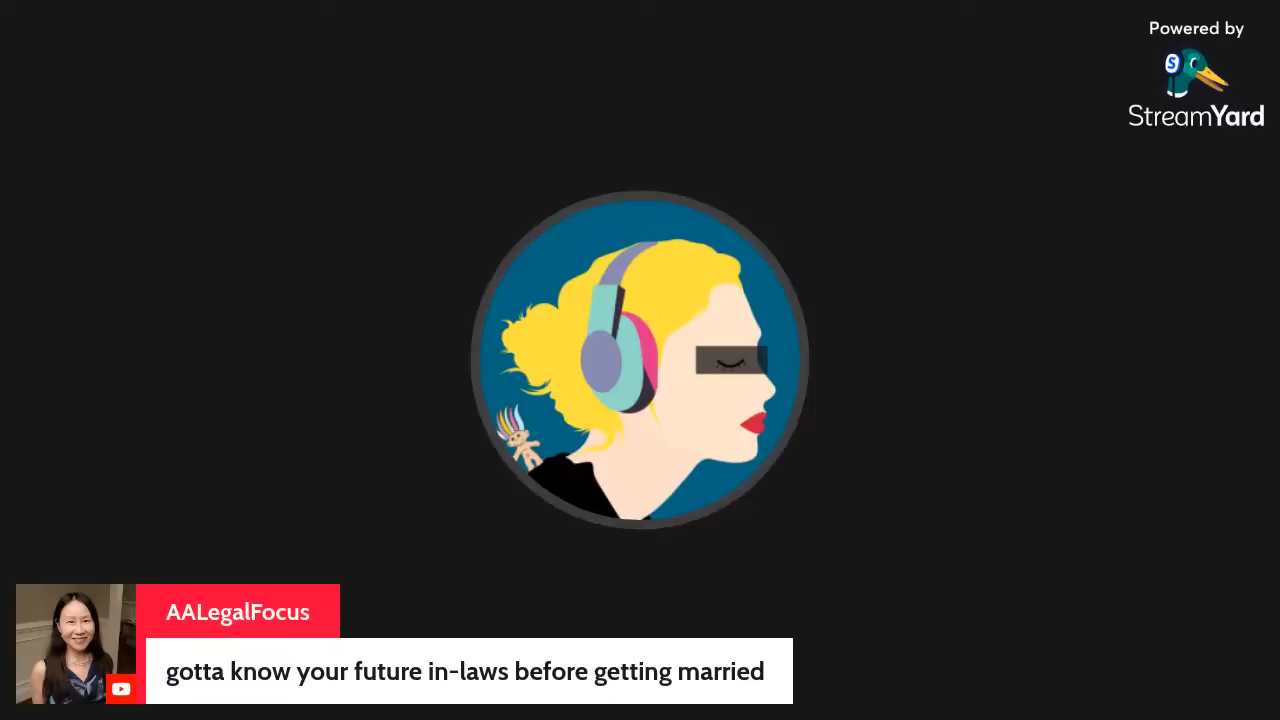 Powered by
S
StreamYard
AALegalFocus
gotta know your future in-laws before getting married